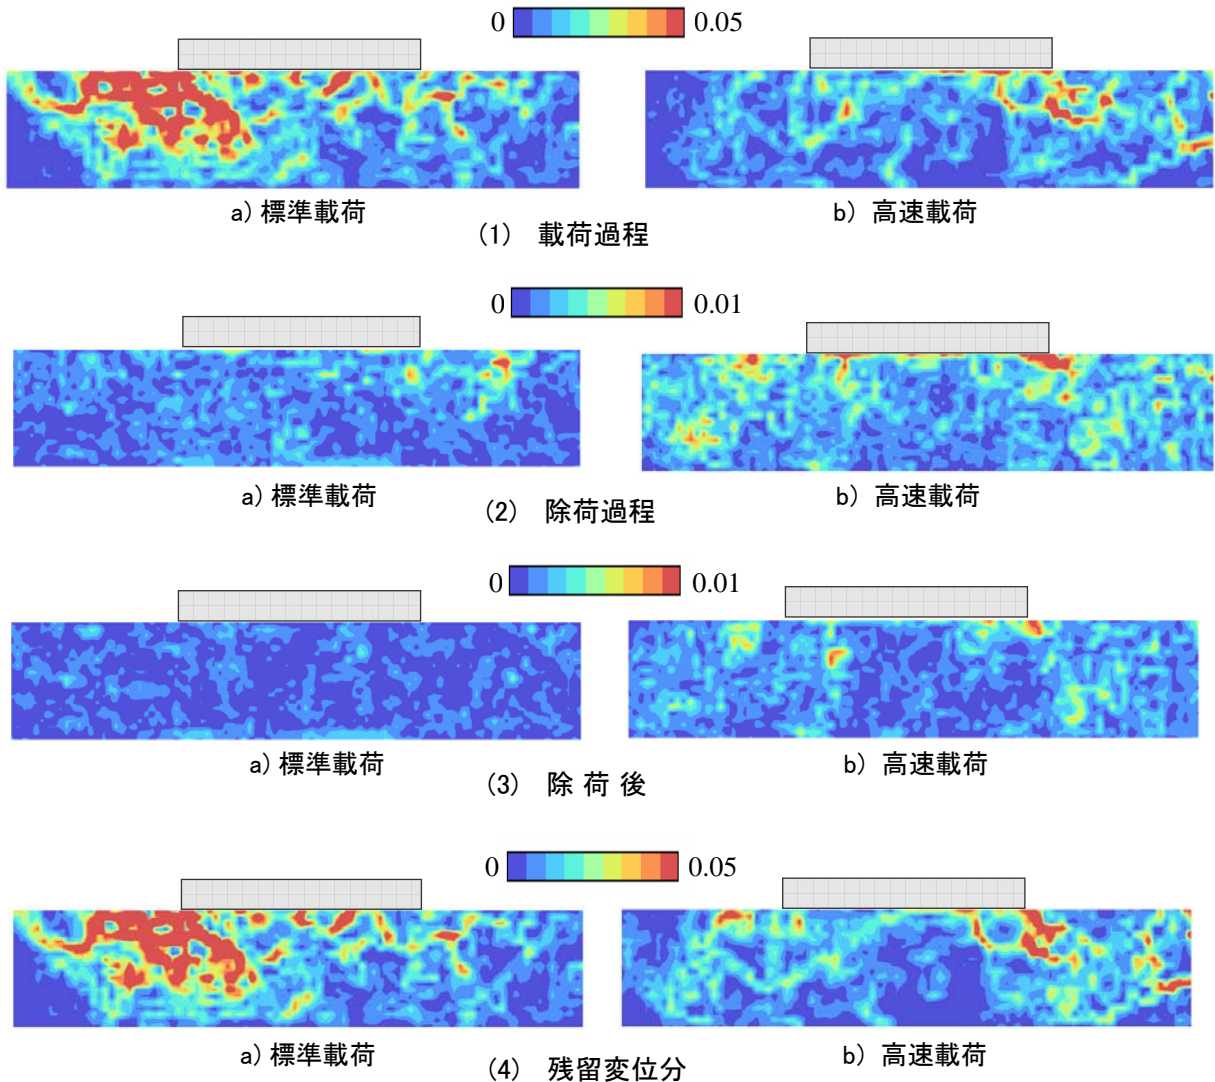 0 0.05
a) 標準載荷 b) 高速載荷
(1) 載荷過程
0 0.01
a) 標準載荷 b) 高速載荷
(2) 除荷過程
0 0.01
a) 標準載荷 b) 高速載荷
(3) 除 荷 後
0 0.05
a) 標準載荷 b) 高速載荷
(4) 残留変位分